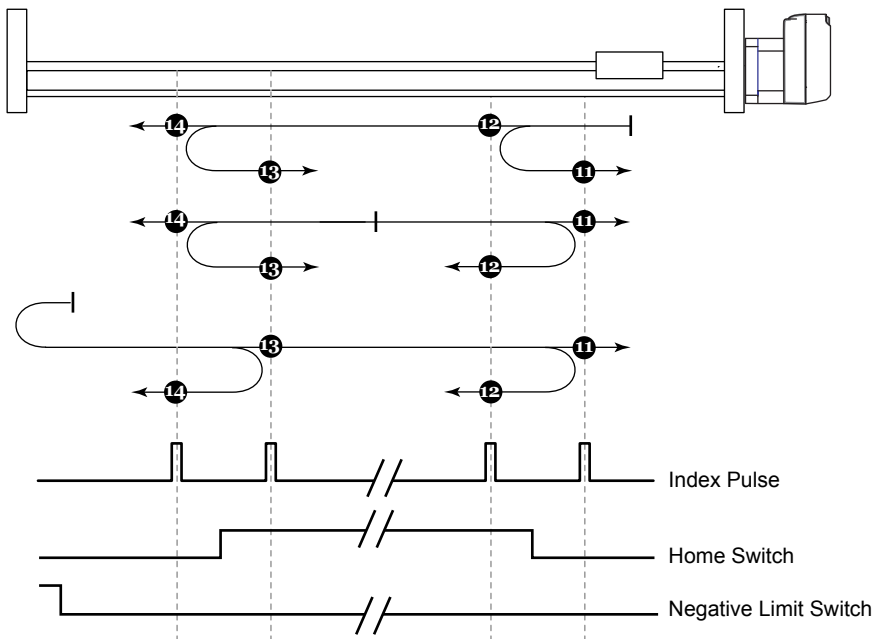 14 12
13 11
14 11
13 12
13 11
14 12
Index Pulse
Home Switch
Negative Limit Switch